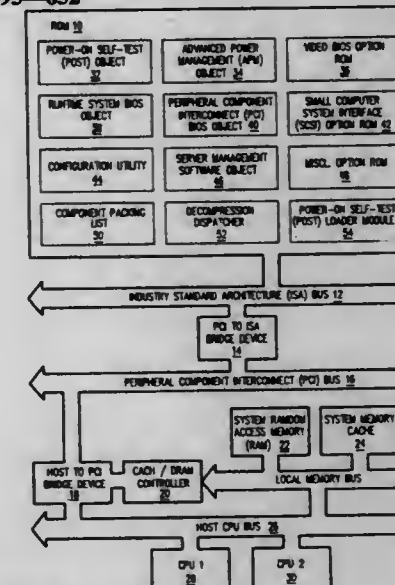 ROM 10
POWER-ON SELF-TEST
(POST) OBJECT
32
ADVANCED POWER
MANAGEMENT (APM)
OBJECT 34
VIDEO BIOS OPTION
ROM
36
RUNTIME SYSTEM BIOS
OBJECT
38
PERIPHERAL COMPONENT
INTERCONNECT (PCI)
BIOS OBJECT 40
SMALL COMPUTER
SYSTEM INTERFACE
(SCSI) OPTION ROM 42
CONFIGURATION UTILITY
44
SERVER MANAGEMENT
SOFTWARE OBJECT
46
MISCL. OPTION ROM
48
COMPONENT PACKING
LIST
50
DECOMPRESSION
DISPATCHER
52
POWER-ON SELF-TEST
(POST) LOADER MODULE
54
INDUSTRY STANDARD ARCHITECTURE (ISA) BUS 12
PCI TO ISA
BRIDGE DEVICE
14
PERIPHERAL COMPONENT INTERCONNECT (PCI) BUS 16
SYSTEM RANDOM
ACCESS MEMORY
(RAM) 22
SYSTEM MEMORY
CACHE
24
HOST TO PCI
BRIDGE DEVICE
18
CACH / DRAM
CONTROLLER
20
LOCAL MEMORY BUS
HOST CPU BUS 26
CPU 1
28
CPU 2
30